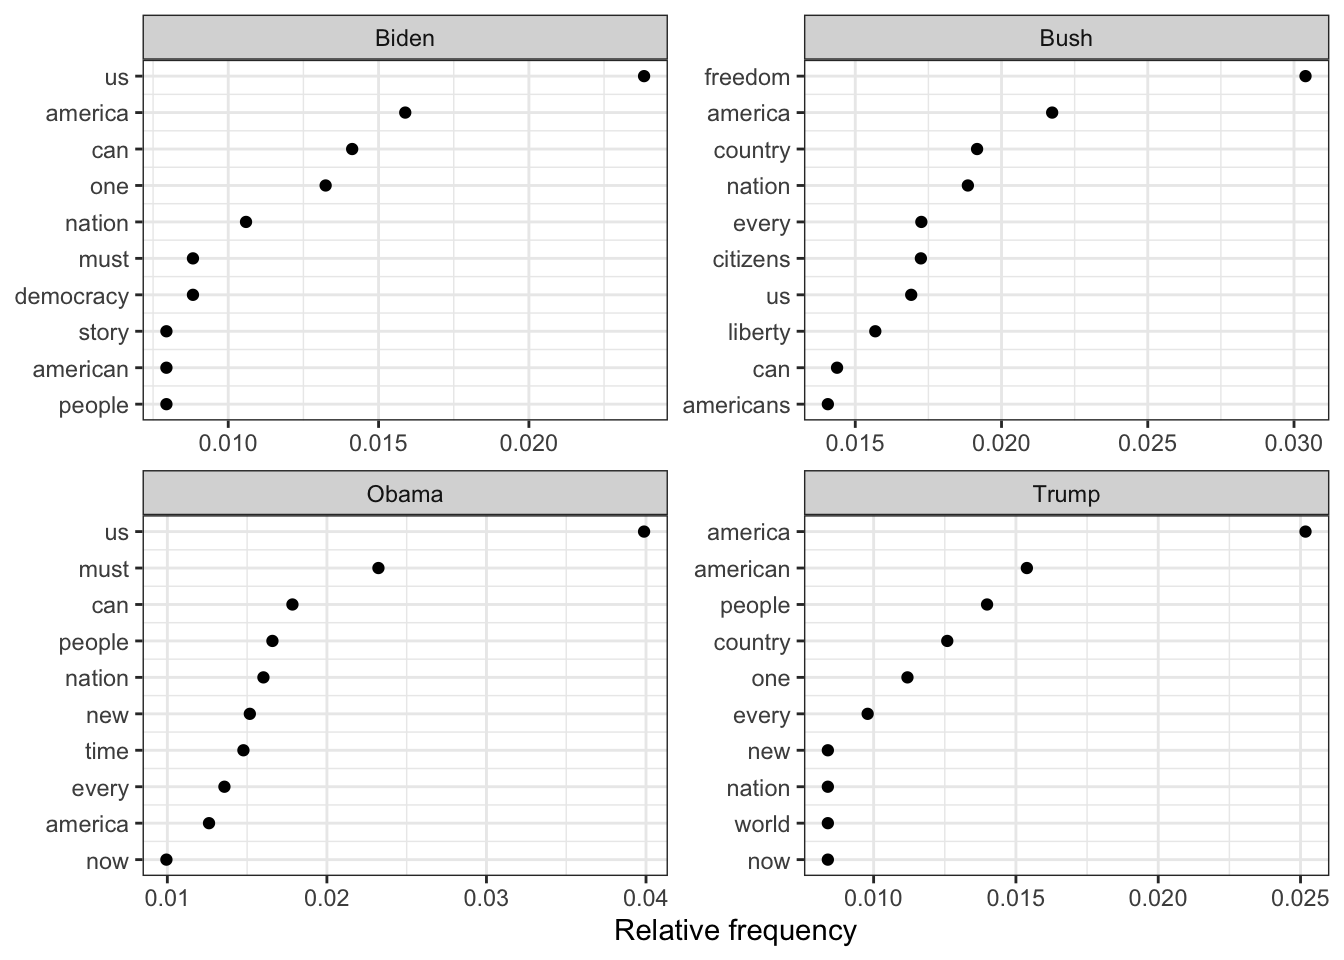 Biden
us
america
can
one
nation
must
democracy
story
american
people
0.010 0.015 0.020
Bush
freedom
america
country
nation
every
citizens
us
liberty
can
americans
0.015 0.020 0.025 0.030
Obama
us
must
can
people
nation
new
time
every
america
now
0.01 0.02 0.03 0.04
Trump
america
american
people
country
one
every
new
nation
world
now
0.010 0.015 0.020 0.025
Relative frequency